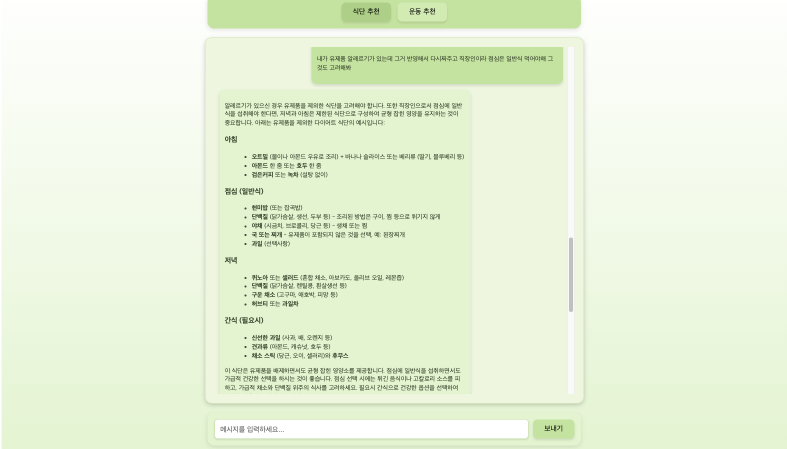 식단 추천
운동 추천
내가 유제품 알레르기가 있는데 그거 반영해서 다시짜주고 직장인이라 점심은 일반식 먹어야해 그
것도 고려해봐
알레르기가 있으신 경우 유제품을 제외한 식단을 고려해야 합니다. 또한 직장인으로서 점심에 일반
식을 섭취해야 한다면, 저녁과 아침은 제한된 식단으로 구성하여 균형 잡힌 영양을 유지하는 것이
중요합니다. 아래는 유제품을 제외한 다이어트 식단의 예시입니다:
아침
• 오트밀 (물이나 아몬드 우유로 조리) + 바나나 슬라이스 또는 베리류 (딸기, 블루베리 등)
• 아몬드 한 줌 또는 호두 한 줌
• 검은커피 또는 녹차 (설탕 없이)
점심 (일반식)
• 현미밥 (또는 잡곡밥)
• 단백질 (닭가슴살, 생선, 두부 등) - 조리된 방법은 구이, 찜 등으로 튀기지 않게
• 야채 (시금치, 브로콜리, 당근 등) - 생채 또는 찜
• 국 또는 찌개 - 유제품이 포함되지 않은 것을 선택, 예: 된장찌개
• 과일 (선택사항)
저녁
• 퀴노아 또는 샐러드 (혼합 채소, 아보카도, 올리브 오일, 레몬즙)
• 단백질 (닭가슴살, 렌틸콩, 흰살생선 등)
• 구운 채소 (고구마, 애호박, 피망 등)
• 허브티 또는 과일차
간식 (필요시)
• 신선한 과일 (사과, 배, 오렌지 등)
• 견과류 (아몬드, 캐슈넛, 호두 등)
• 채소 스틱 (당근, 오이, 셀러리)와 후무스
이 식단은 유제품을 배제하면서도 균형 잡힌 영양소를 제공합니다. 점심에 일반식을 섭취하면서도
가급적 건강한 선택을 하시는 것이 좋습니다. 점심 선택 시에는 튀긴 음식이나 고칼로리 소스를 피
하고, 가급적 채소와 단백질 위주의 식사를 고려하세요. 필요시 간식으로 건강한 옵션을 선택하여
메시지를 입력하세요...
보내기